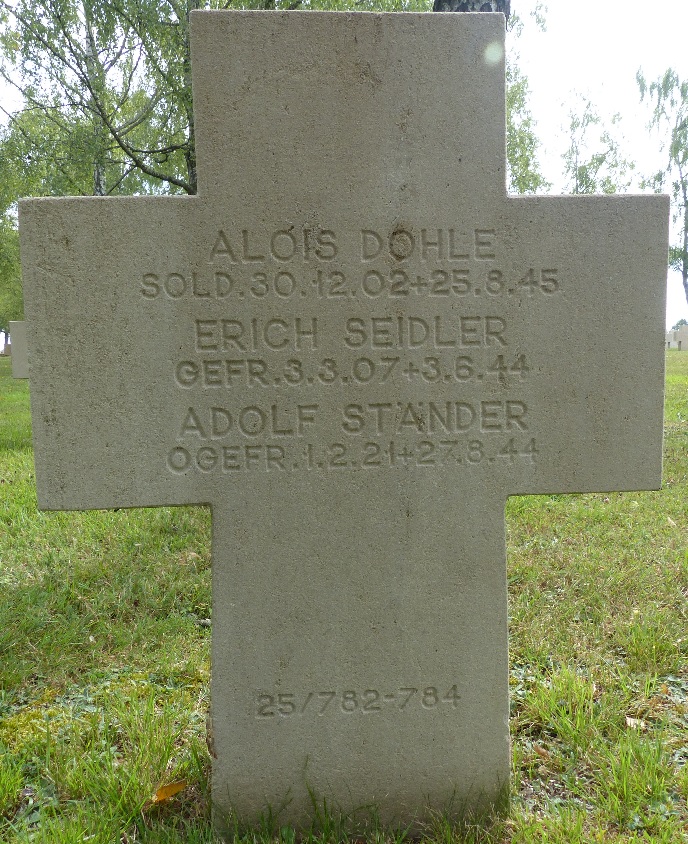 ALOIS DOHLE
SOLD. 30.12.02+25.8.45
ERICH SEIDLER
GEFR. 3.3.07+3.6.44
ADOLF STÄNDER
OGEFR. 1.2.21+27.8.44
25/782-784